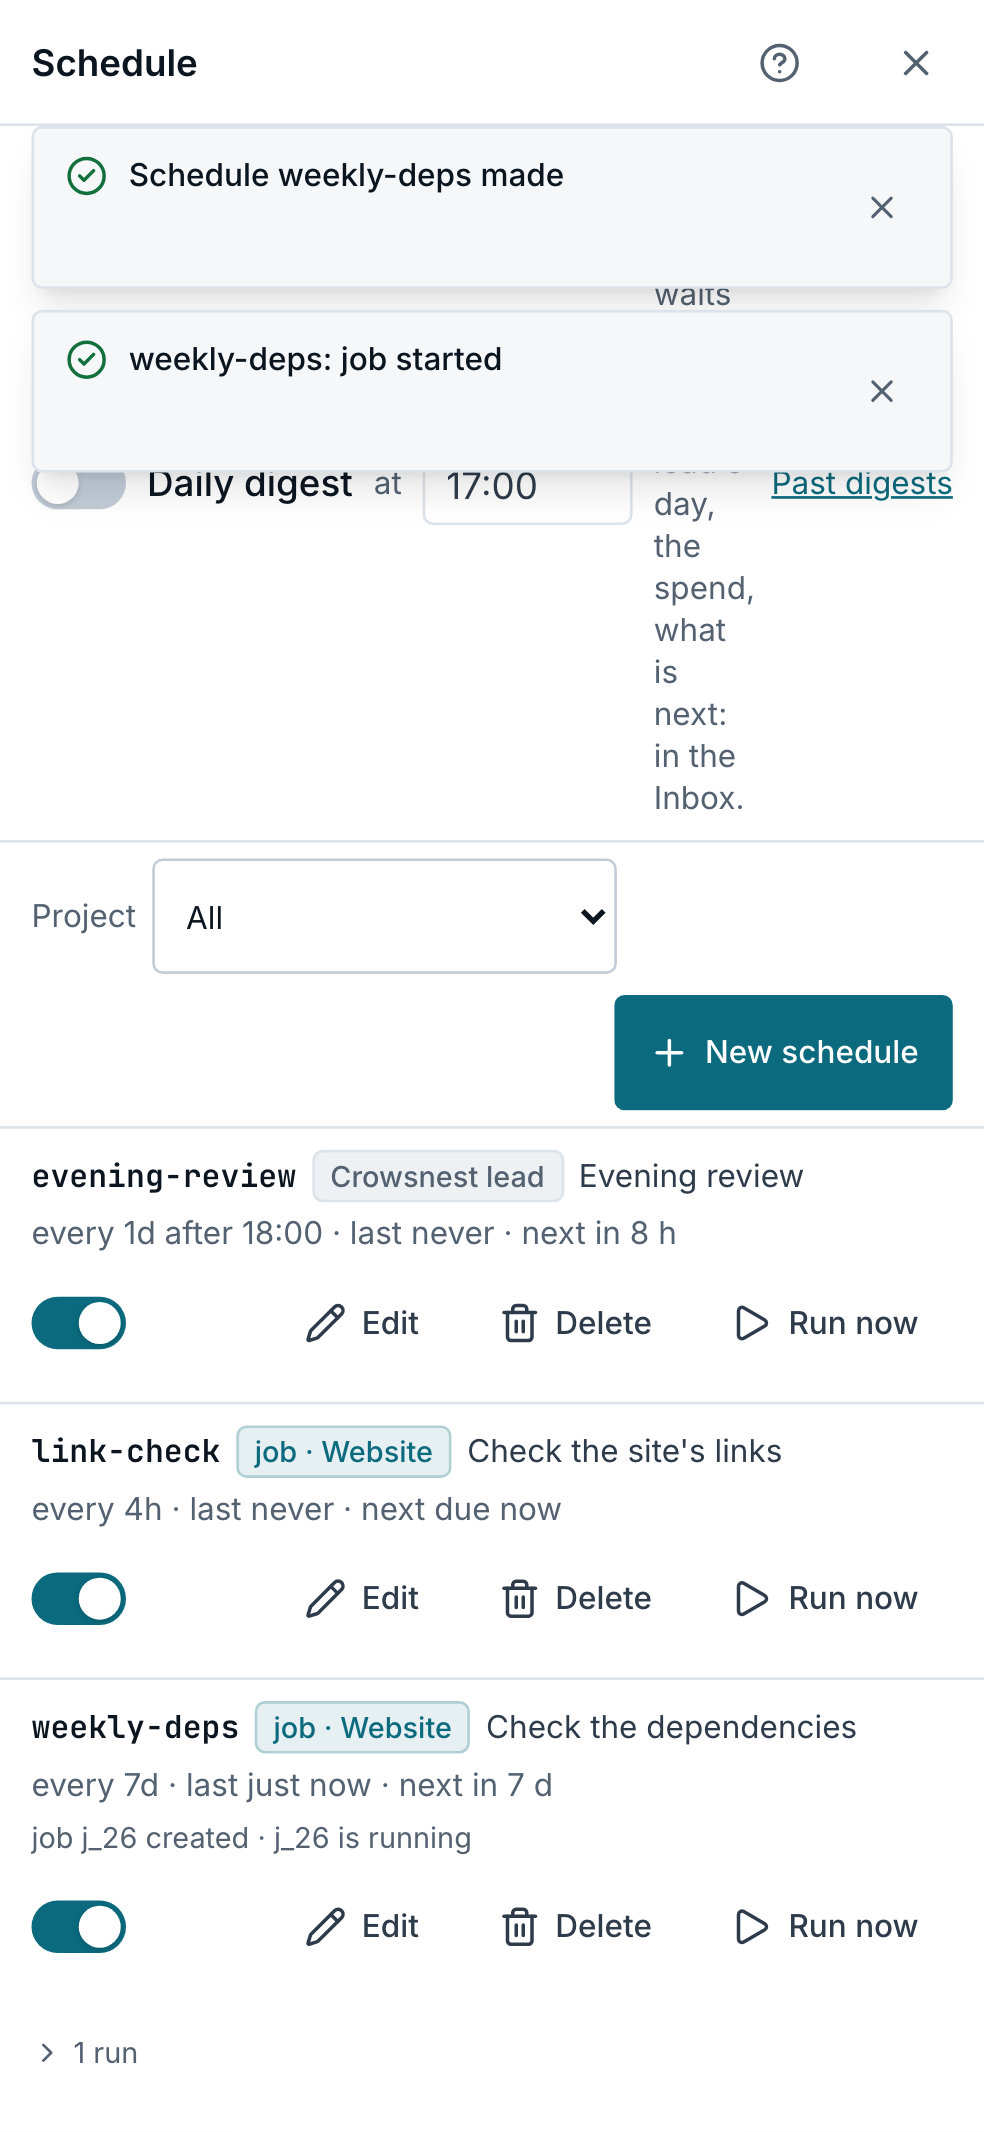 Schedule
Schedule weekly-deps made
waits
weekly-deps: job started
Daily digest at 17:00
Past digests
day,
the
spend,
what
is
next:
in the
Inbox.
Project All
New schedule
evening-review Crowsnest lead Evening review
every 1d after 18:00 · last never · next in 8 h
Edit Delete Run now
link-check job · Website Check the site's links
every 4h · last never · next due now
Edit Delete Run now
weekly-deps job · Website Check the dependencies
every 7d · last just now · next in 7 d
job j_26 created · j_26 is running
Edit Delete Run now
1 run